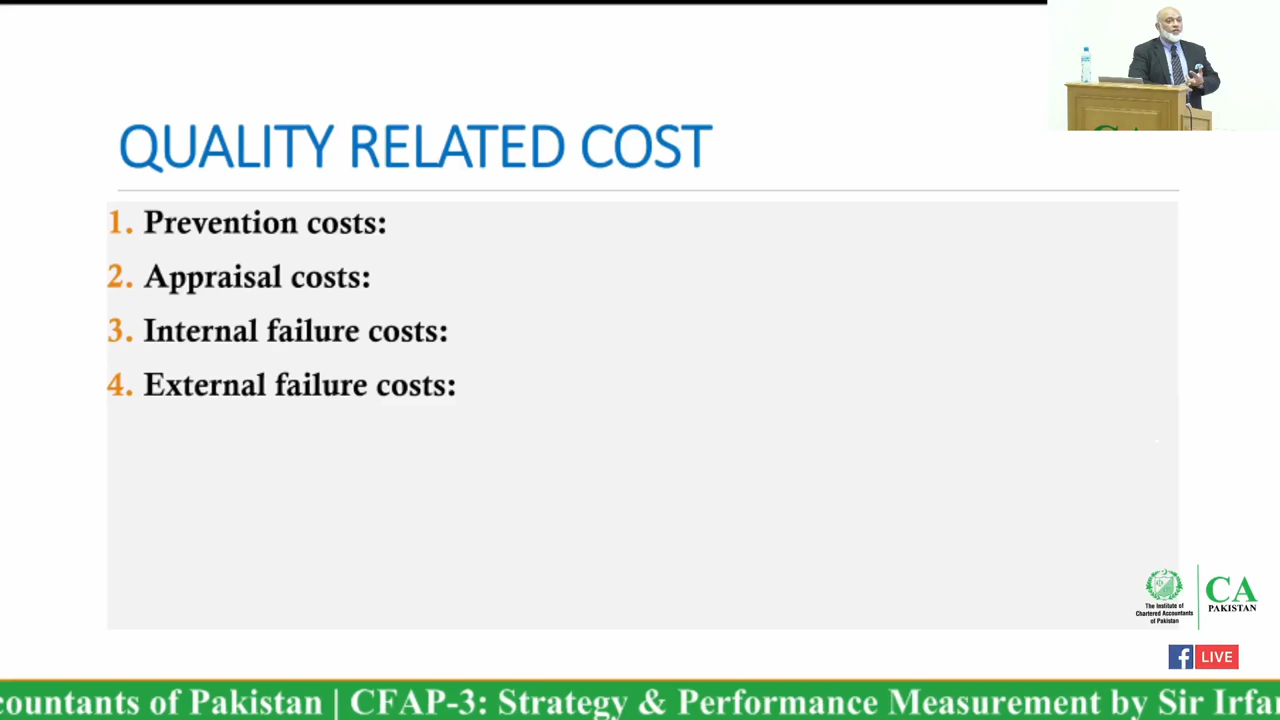 QUALITY RELATED COST
1. Prevention costs:
2. Appraisal costs:
3. Internal failure costs:
4. External failure costs:
The Institute of
Chartered Accountants
of Pakistan
CA
PAKISTAN
f LIVE
countants of Pakistan | CFAP-3: Strategy & Performance Measurement by Sir Irfa